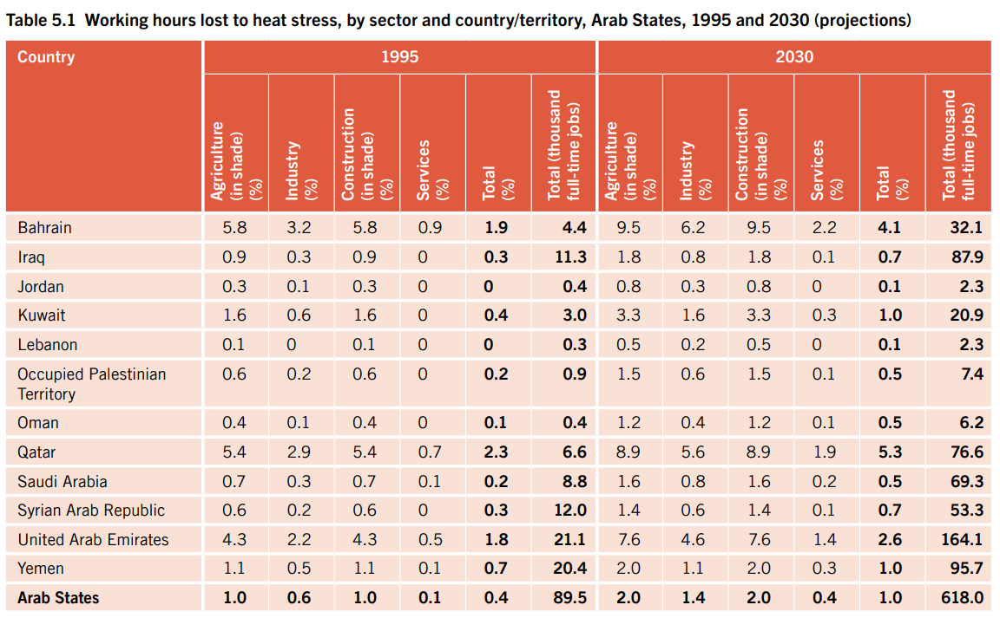 Table 5.1 Working hours lost to heat stress, by sector and country/territory, Arab States, 1995 and 2030 (projections)
Country 1995 2030
Agriculture (in shade) (%) Industry (%) Construction (in shade) (%) Services (%) Total (%) Total (thousand full-time jobs) Agriculture (in shade) (%) Industry (%) Construction (in shade) (%) Services (%) Total (%) Total (thousand full-time jobs)
Bahrain 5.8 3.2 5.8 0.9 1.9 4.4 9.5 6.2 9.5 2.2 4.1 32.1
Iraq 0.9 0.3 0.9 0 0.3 11.3 1.8 0.8 1.8 0.1 0.7 87.9
Jordan 0.3 0.1 0.3 0 0 0.4 0.8 0.3 0.8 0 0.1 2.3
Kuwait 1.6 0.6 1.6 0 0.4 3.0 3.3 1.6 3.3 0.3 1.0 20.9
Lebanon 0.1 0 0.1 0 0 0.3 0.5 0.2 0.5 0 0.1 2.3
Occupied Palestinian 0.6 0.2 0.6 0 0.2 0.9 1.5 0.6 1.5 0.1 0.5 7.4
Territory
Oman 0.4 0.1 0.4 0 0.1 0.4 1.2 0.4 1.2 0.1 0.5 6.2
Qatar 5.4 2.9 5.4 0.7 2.3 6.6 8.9 5.6 8.9 1.9 5.3 76.6
Saudi Arabia 0.7 0.3 0.7 0.1 0.2 8.8 1.6 0.8 1.6 0.2 0.5 69.3
Syrian Arab Republic 0.6 0.2 0.6 0 0.3 12.0 1.4 0.6 1.4 0.1 0.7 53.3
United Arab Emirates 4.3 2.2 4.3 0.5 1.8 21.1 7.6 4.6 7.6 1.4 2.6 164.1
Yemen 1.1 0.5 1.1 0.1 0.7 20.4 2.0 1.1 2.0 0.3 1.0 95.7
Arab States 1.0 0.6 1.0 0.1 0.4 89.5 2.0 1.4 2.0 0.4 1.0 618.0